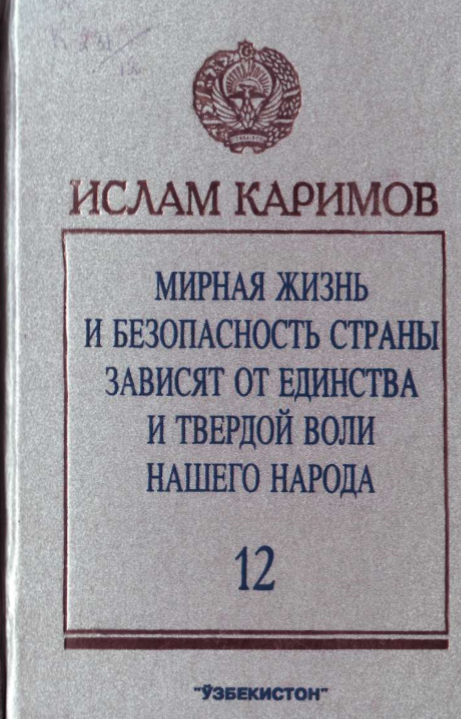 ИСЛАМ КАРИМОВ
МИРНАЯ ЖИЗНЬ
И БЕЗОПАСНОСТЬ СТРАНЫ
ЗАВИСЯТ ОТ ЕДИНСТВА
И ТВЕРДОЙ ВОЛИ
НАШЕГО НАРОДА
12
"ЎЗБЕКИСТОН"